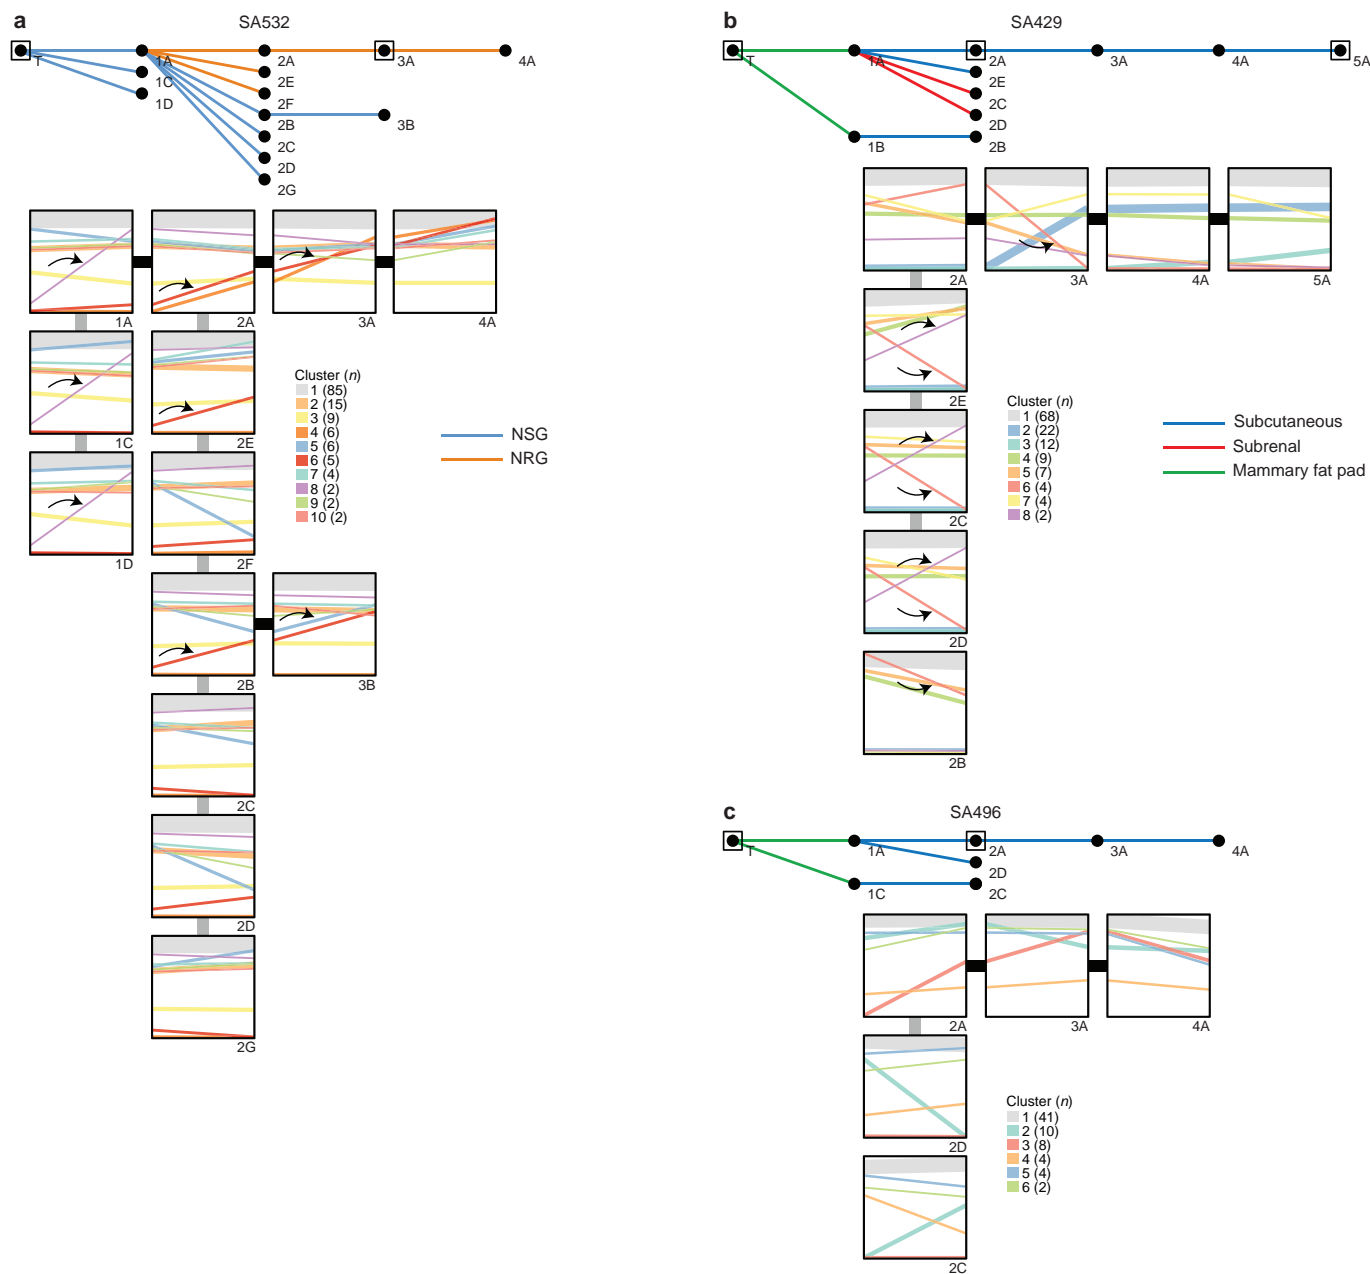 a
SA532
T
1A
1C
1D
2A
2E
2F
2B
2C
2D
2G
3A
3B
4A
1A
2A
3A
4A
1C
2E
1D
2F
2B
3B
2C
2D
2G
Cluster (n)
1 (85)
2 (15)
3 (9)
4 (6)
5 (6)
6 (5)
7 (4)
8 (2)
9 (2)
10 (2)
NSG
NRG
b
SA429
T
1A
1B
2A
2E
2C
2D
2B
3A
4A
5A
2A
3A
4A
5A
2E
2C
2D
2B
Cluster (n)
1 (68)
2 (22)
3 (12)
4 (9)
5 (7)
6 (4)
7 (4)
8 (2)
Subcutaneous
Subrenal
Mammary fat pad
c
SA496
T
1A
1C
2A
2D
2C
3A
4A
2A
3A
4A
2D
2C
Cluster (n)
1 (41)
2 (10)
3 (8)
4 (4)
5 (4)
6 (2)